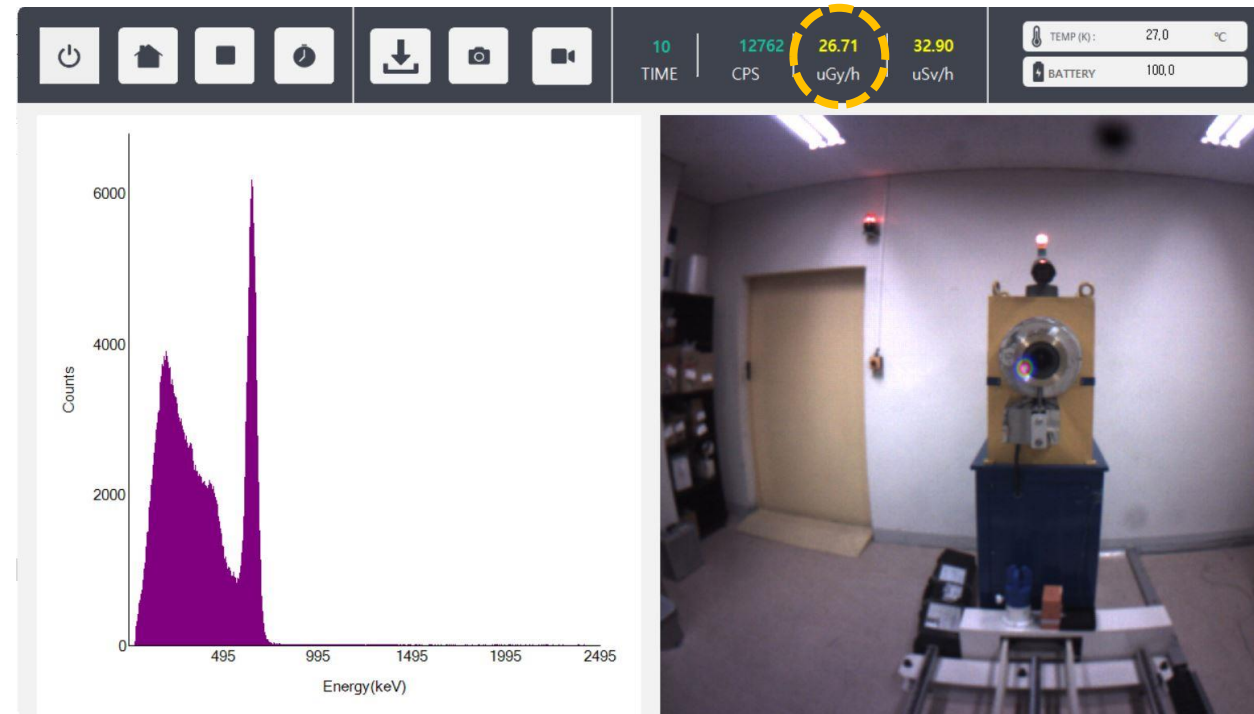 10 12762 26.71 32.90
TIME CPS uGy/h uSv/h
TEMP (K) : 27,0 ℃
BATTERY 100,0
6000
4000
2000
0
Counts
495 995 1495 1995 2495
Energy(keV)